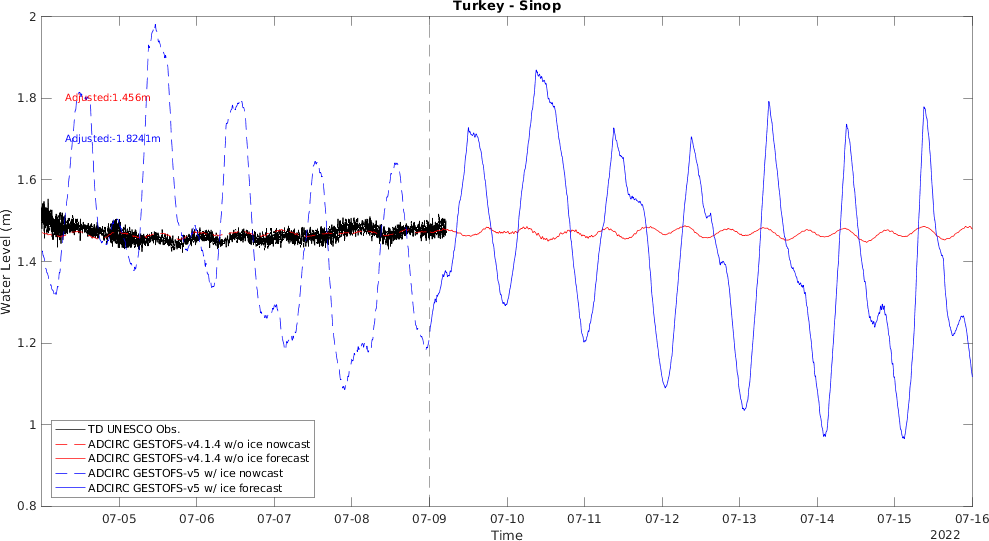 Turkey - Sinop
Water Level (m)
2
1.8
1.6
1.4
1.2
1
0.8
Adjusted:1.456m
Adjusted:-1.8241m
TD UNESCO Obs.
ADCIRC GESTOFS-v4.1.4 w/o ice nowcast
ADCIRC GESTOFS-v4.1.4 w/o ice forecast
ADCIRC GESTOFS-v5 w/ ice nowcast
ADCIRC GESTOFS-v5 w/ ice forecast
07-05 07-06 07-07 07-08 07-09 07-10 07-11 07-12 07-13 07-14 07-15 07-16
Time
2022